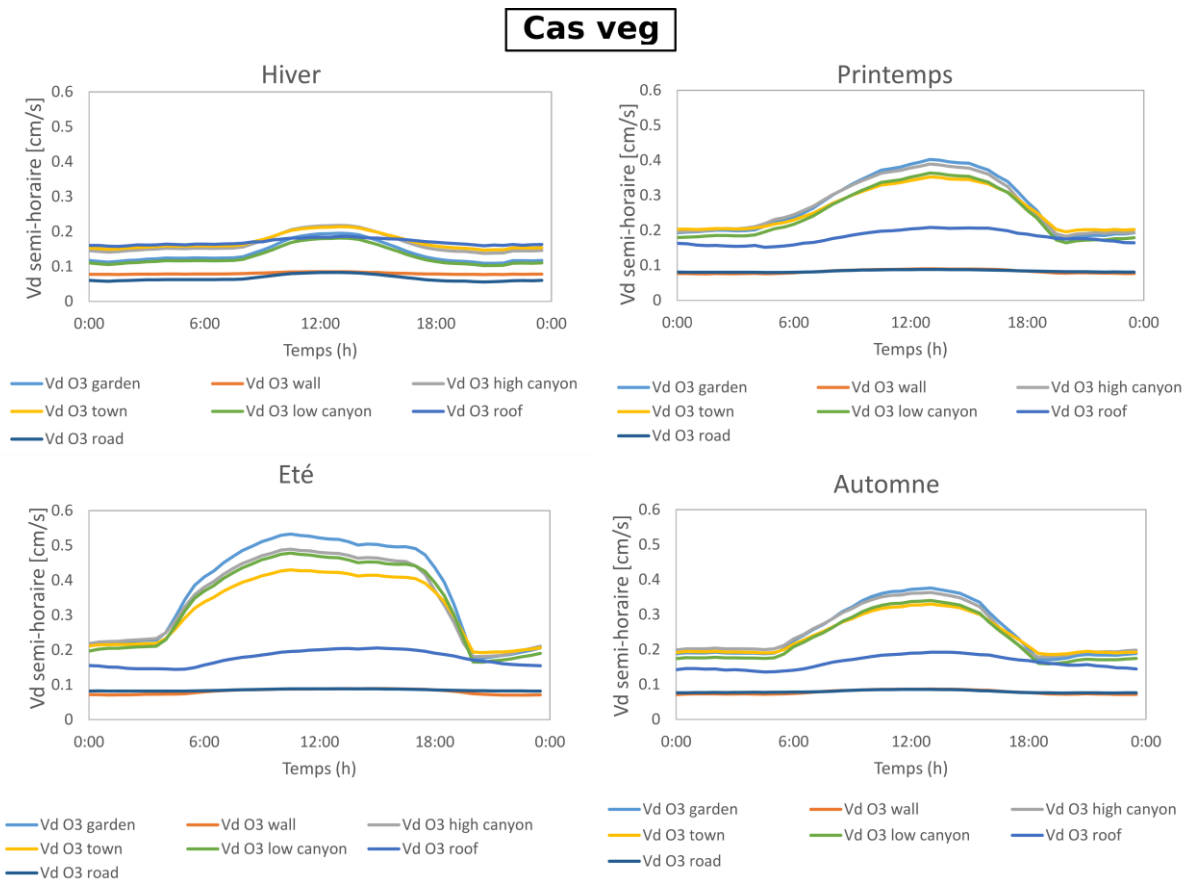 Cas veg
Hiver
Vd semi-horaire [cm/s]
0.6
0.5
0.4
0.3
0.2
0.1
0
0:00 6:00 12:00 18:00 0:00
Temps (h)
Vd O3 garden Vd O3 wall Vd O3 high canyon
Vd O3 town Vd O3 low canyon Vd O3 roof
Vd O3 road
Printemps
Vd semi-horaire [cm/s]
0.6
0.5
0.4
0.3
0.2
0.1
0
0:00 6:00 12:00 18:00 0:00
Temps (h)
Vd O3 garden Vd O3 wall Vd O3 high canyon
Vd O3 town Vd O3 low canyon Vd O3 roof
Vd O3 road
Eté
Vd semi-horaire [cm/s]
0.6
0.5
0.4
0.3
0.2
0.1
0
0:00 6:00 12:00 18:00 0:00
Temps (h)
Vd O3 garden Vd O3 wall Vd O3 high canyon
Vd O3 town Vd O3 low canyon Vd O3 roof
Vd O3 road
Automne
Vd semi-horaire [cm/s]
0.6
0.5
0.4
0.3
0.2
0.1
0
0:00 6:00 12:00 18:00 0:00
Temps (h)
Vd O3 garden Vd O3 wall Vd O3 high canyon
Vd O3 town Vd O3 low canyon Vd O3 roof
Vd O3 road